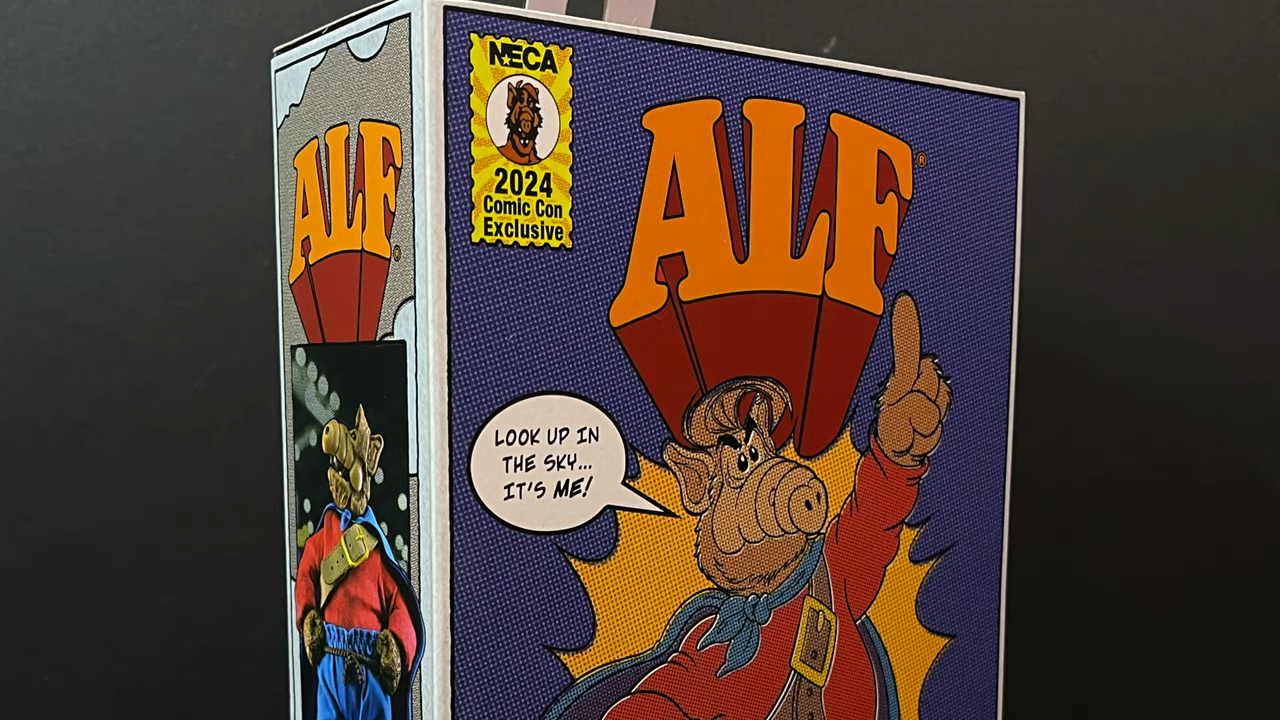 ALF
NECA
2024
Comic Con
Exclusive
ALF®
LOOK UP IN
THE SKY...
IT'S ME!